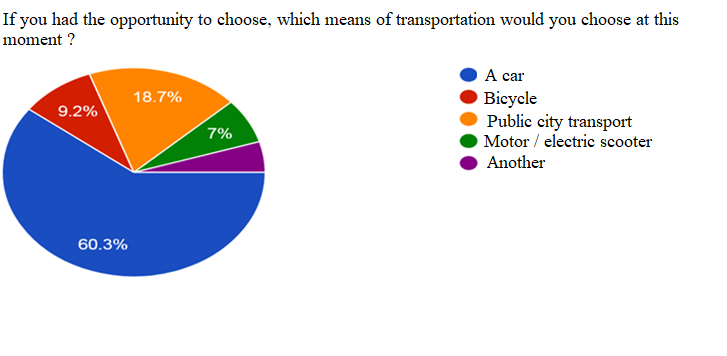 If you had the opportunity to choose, which means of transportation would you choose at this
moment ?
A car
Bicycle
Public city transport
Motor / electric scooter
Another
18.7%
9.2%
7%
60.3%